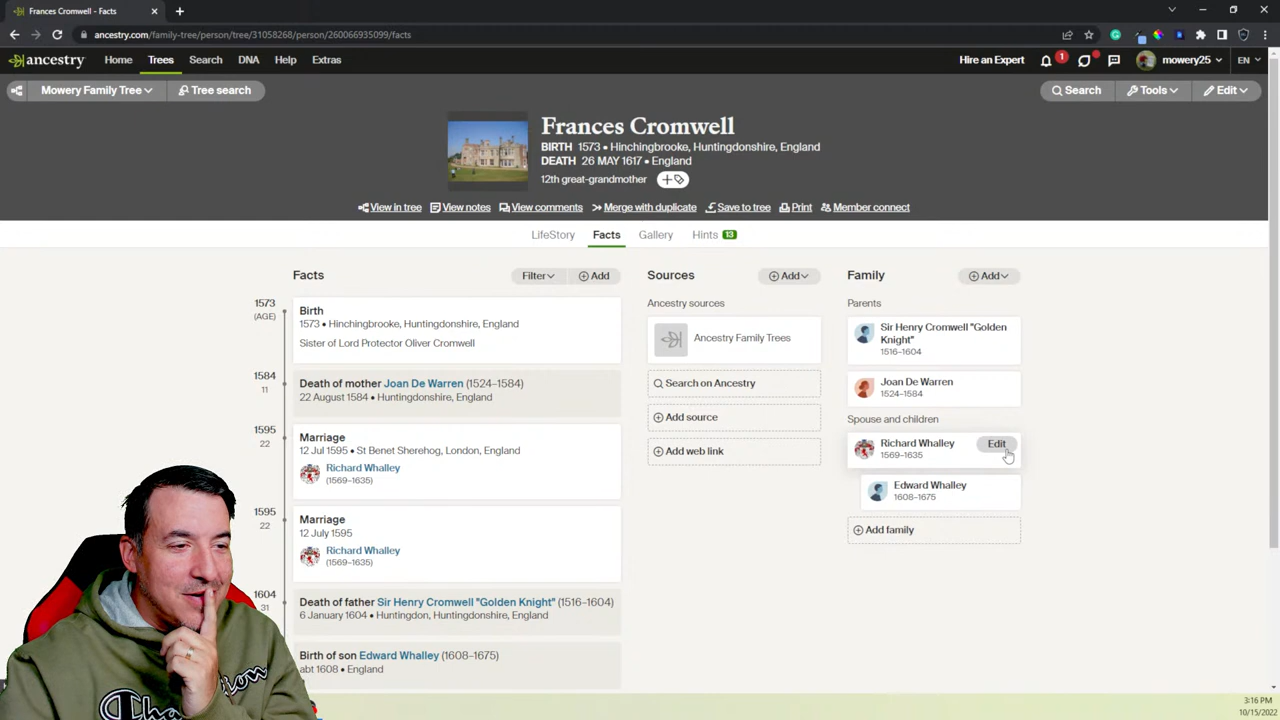 Frances Cromwell - Facts
ancestry.com/family-tree/person/tree/31058268/person/260066935099/facts
ancestry Home Trees Search DNA Help Extras Hire an Expert 1 mowery25 EN
Mowery Family Tree Tree search Search Tools Edit
Frances Cromwell
BIRTH 1573 • Hinchingbrooke, Huntingdonshire, England
DEATH 26 MAY 1617 • England
12th great-grandmother
View in tree View notes View comments Merge with duplicate Save to tree Print Member connect
LifeStory Facts Gallery Hints 13
Facts Filter Add
1573
(AGE)
Birth
1573 • Hinchingbrooke, Huntingdonshire, England
Sister of Lord Protector Oliver Cromwell
1584
11
Death of mother Joan De Warren (1524–1584)
22 August 1584 • Huntingdonshire, England
1595
22
Marriage
12 Jul 1595 • St Benet Sherehog, London, England
Richard Whalley
(1569–1635)
1595
22
Marriage
12 July 1595
Richard Whalley
(1569–1635)
1604
31
Death of father Sir Henry Cromwell "Golden Knight" (1516–1604)
6 January 1604 • Huntingdon, Huntingdonshire, England
Birth of son Edward Whalley (1608–1675)
abt 1608 • England
Sources Add
Ancestry sources
Ancestry Family Trees
Search on Ancestry
Add source
Add web link
Family Add
Parents
Sir Henry Cromwell "Golden
Knight"
1516–1604
Joan De Warren
1524–1584
Spouse and children
Richard Whalley Edit
1569–1635
Edward Whalley
1608–1675
Add family
3:16 PM
10/15/2022